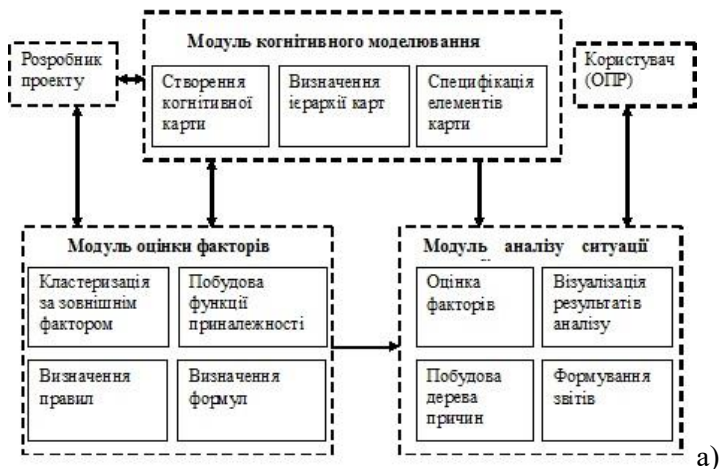 Модуль когнітивного моделювання
Розробник
проекту
Створення
когнітивної
карти
Визначення
ієрархії карт
Специфікація
елементів
карти
Користувач
(ОПР)
Модуль оцінки факторів
Кластеризація
за зовнішнім
фактором
Побудова
функції
приналежності
Визначення
правил
Визначення
формул
Модуль аналізу ситуації
Оцінка
факторів
Візуалізація
результатів
аналізу
Побудова
дерева
причин
Формування
звітів
а)